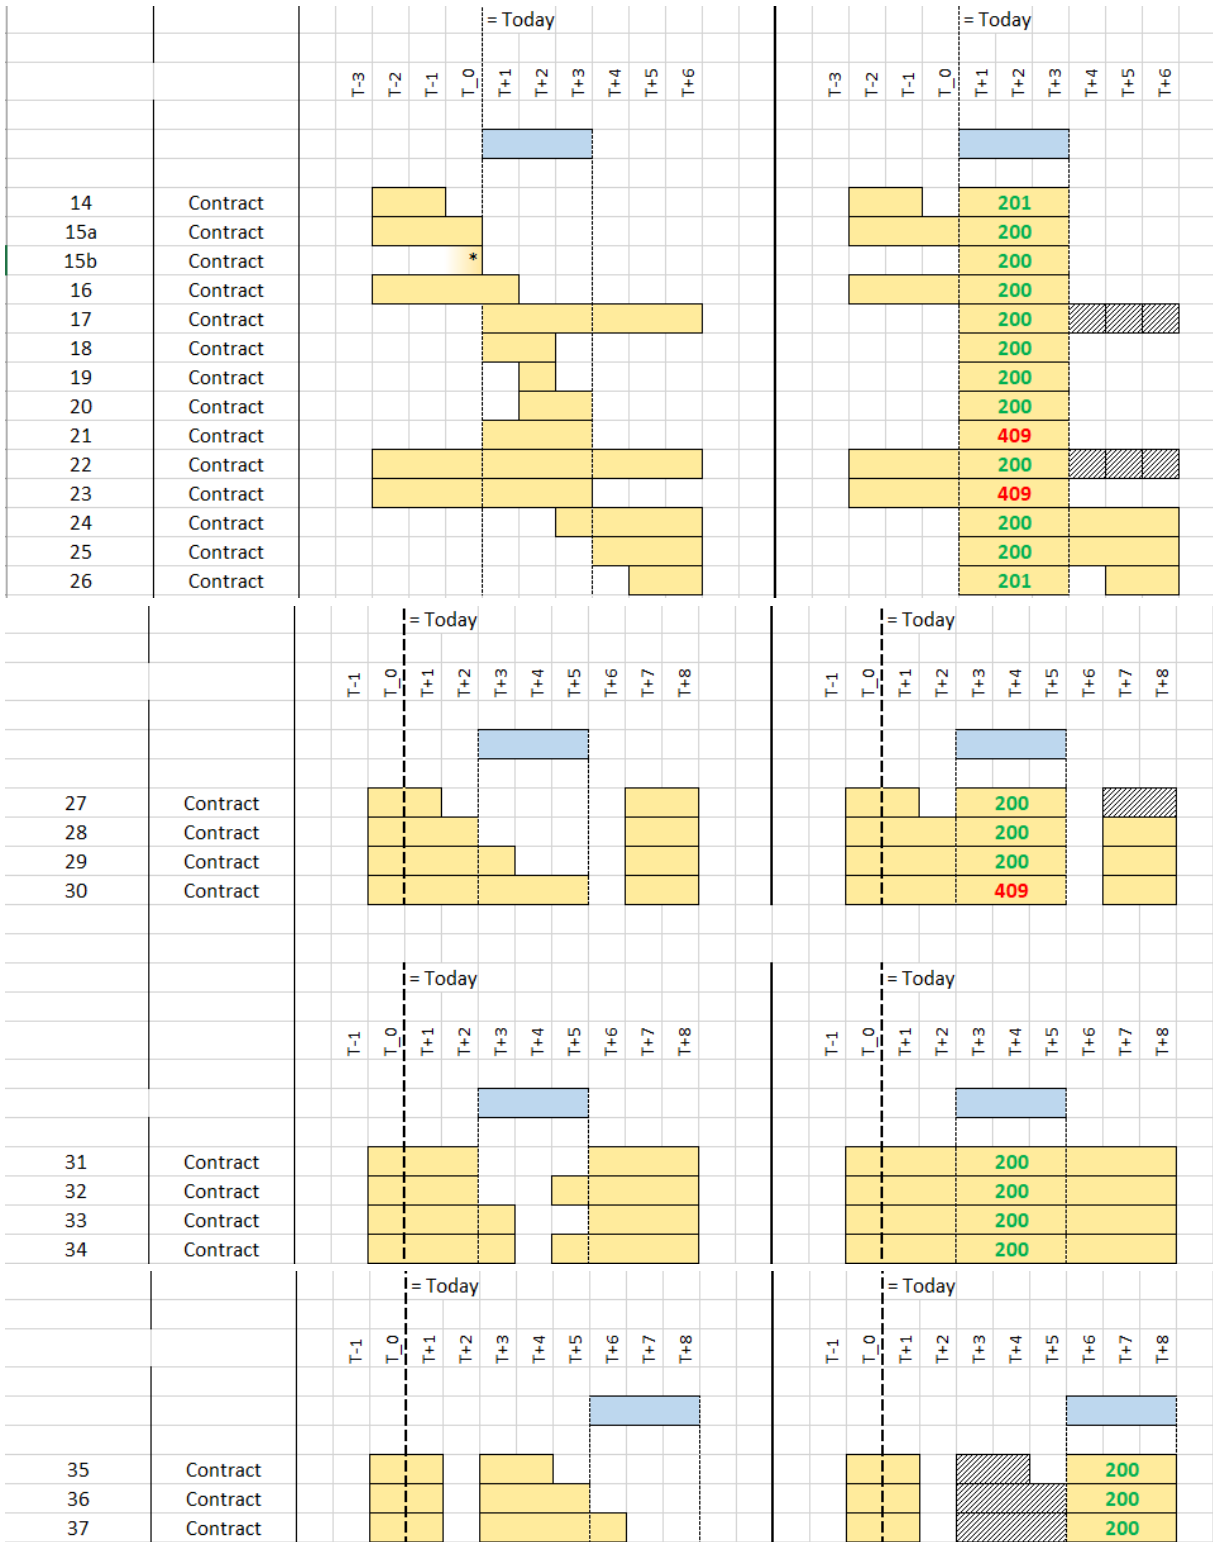 = Today = Today
T-3 T-2 T-1 T_0 T+1 T+2 T+3 T+4 T+5 T+6 T-3 T-2 T-1 T_0 T+1 T+2 T+3 T+4 T+5 T+6
14 Contract 201
15a Contract 200
15b Contract * 200
16 Contract 200
17 Contract 200
18 Contract 200
19 Contract 200
20 Contract 200
21 Contract 409
22 Contract 200
23 Contract 409
24 Contract 200
25 Contract 200
26 Contract 201
= Today = Today
T-1 T_0 T+1 T+2 T+3 T+4 T+5 T+6 T+7 T+8 T-1 T_0 T+1 T+2 T+3 T+4 T+5 T+6 T+7 T+8
27 Contract 200
28 Contract 200
29 Contract 200
30 Contract 409
= Today = Today
T-1 T_0 T+1 T+2 T+3 T+4 T+5 T+6 T+7 T+8 T-1 T_0 T+1 T+2 T+3 T+4 T+5 T+6 T+7 T+8
31 Contract 200
32 Contract 200
33 Contract 200
34 Contract 200
= Today = Today
T-1 T_0 T+1 T+2 T+3 T+4 T+5 T+6 T+7 T+8 T-1 T_0 T+1 T+2 T+3 T+4 T+5 T+6 T+7 T+8
35 Contract 200
36 Contract 200
37 Contract 200